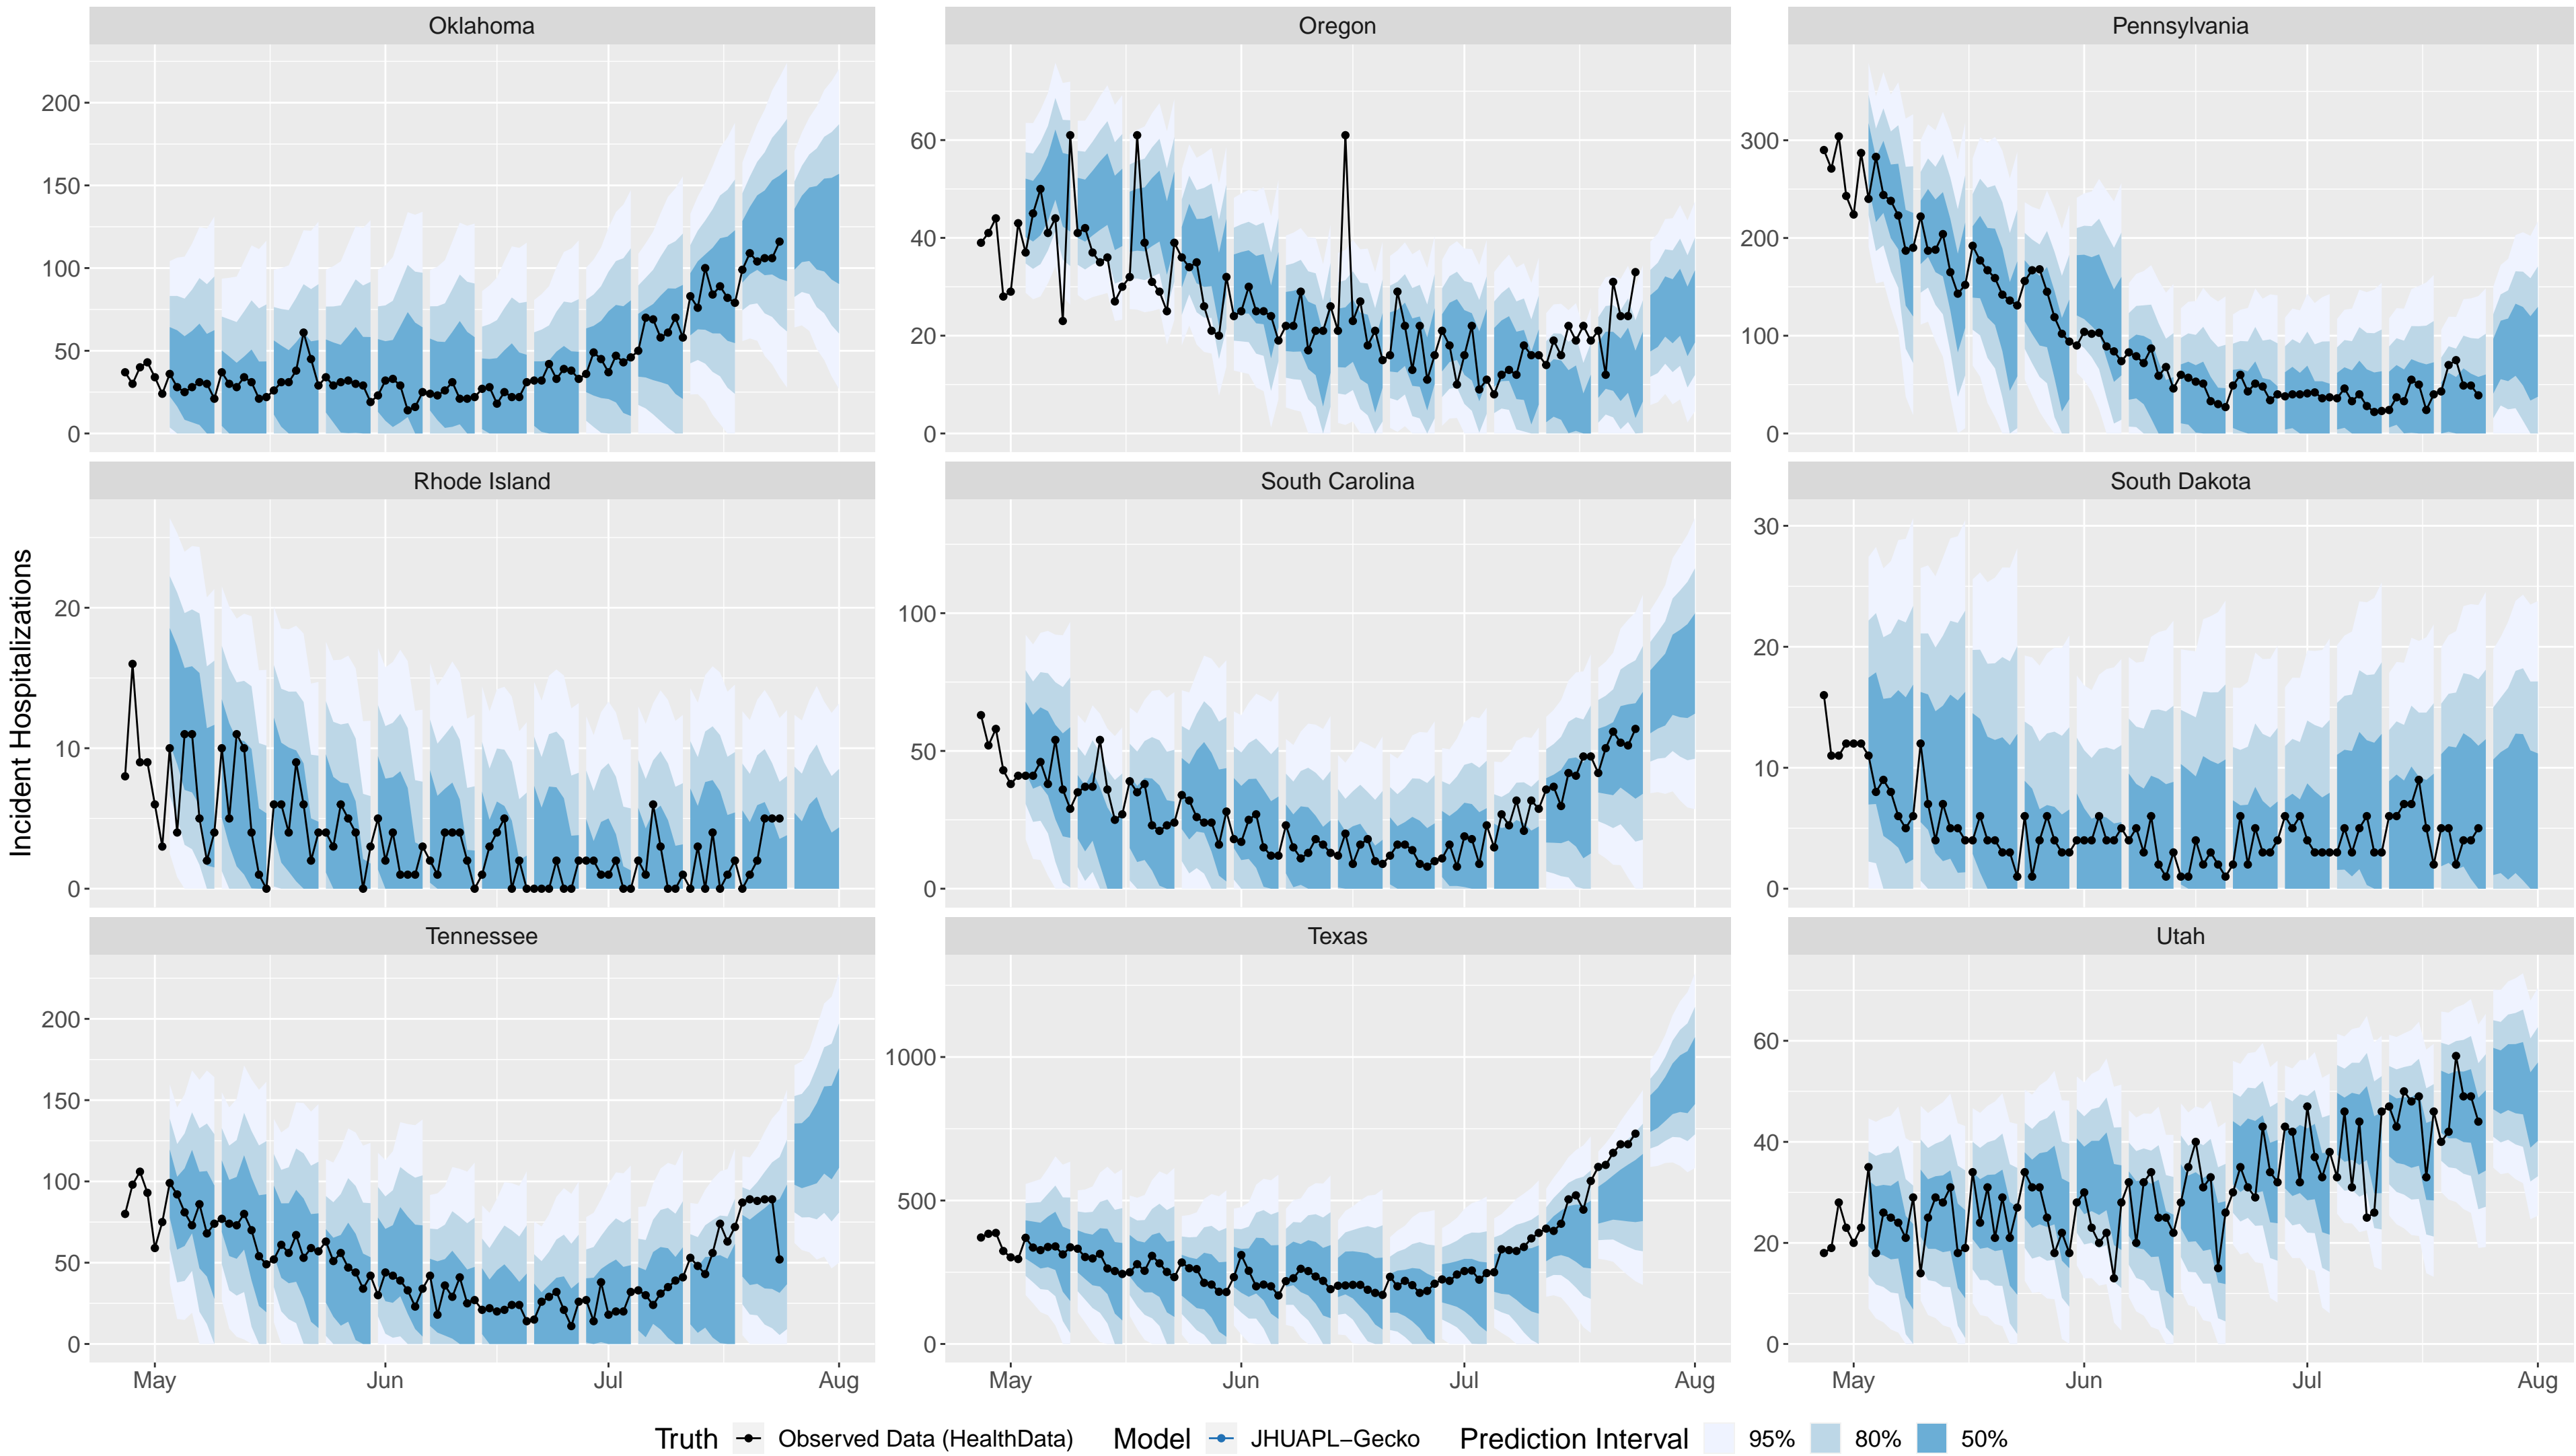 Oklahoma
Oregon
Pennsylvania
200
150
100
50
0
60
40
20
0
300
200
100
0
Rhode Island
South Carolina
South Dakota
Incident Hospitalizations
20
10
0
100
50
0
30
20
10
0
Tennessee
Texas
Utah
200
150
100
50
0
1000
500
0
60
40
20
0
May Jun Jul Aug
May Jun Jul Aug
May Jun Jul Aug
Truth Observed Data (HealthData) Model JHUAPL−Gecko Prediction Interval 95% 80% 50%